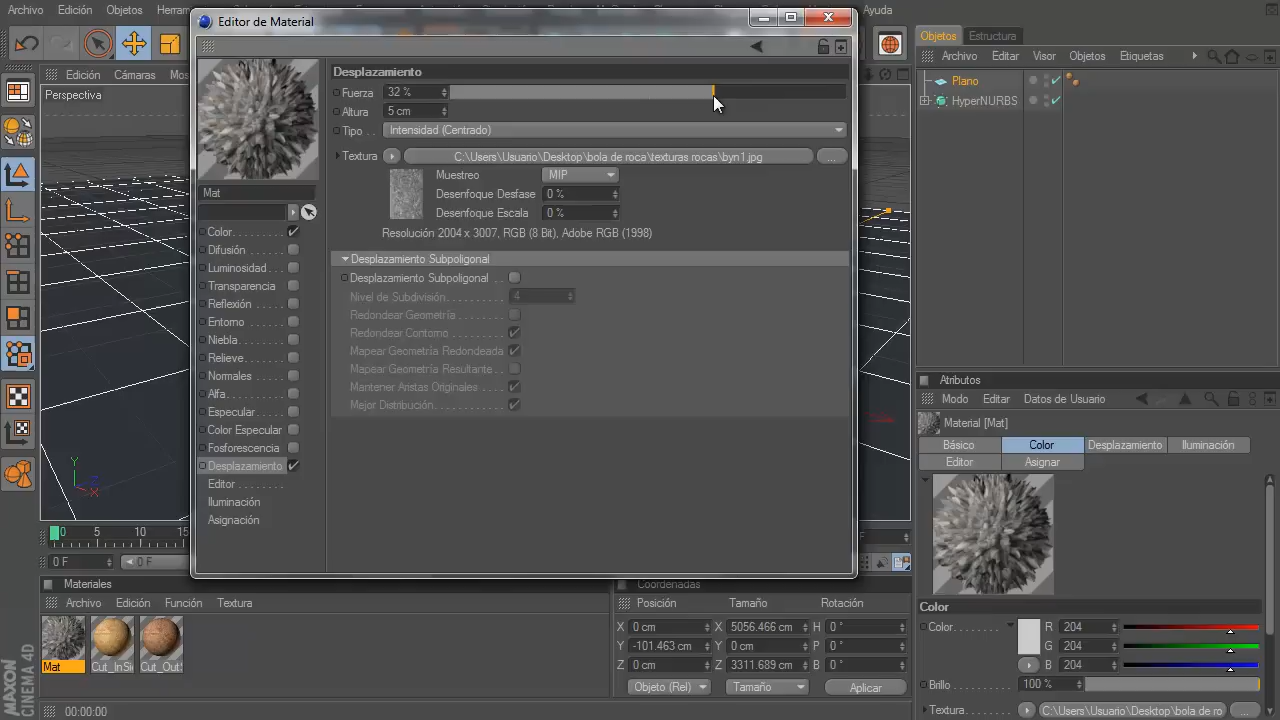 Archivo Edición Objetos Herram Ayuda
Editor de Material
Edición Cámaras Mos
Perspectiva
Desplazamiento
Fuerza 32 %
Altura 5 cm
Tipo . . Intensidad (Centrado)
Textura C:\Users\Usuario\Desktop\bola de roca\texturas rocas\byn1.jpg ...
Muestreo MIP
Desenfoque Desfase 0 %
Desenfoque Escala 0 %
Resolución 2004 x 3007, RGB (8 Bit), Adobe RGB (1998)
Desplazamiento Subpoligonal
Desplazamiento Subpoligonal . .
Nivel de Subdivisión. . . . . . . . . 4
Redondear Geometría . . . . . . .
Redondear Contorno . . . . . . . .
Mapear Geometría Redondeada
Mapear Geometría Resultante . .
Mantener Aristas Originales . . . .
Mejor Distribución. . . . . . . . . . .
Mat
Color. . . . . . .
Difusión . . . . .
Luminosidad. . .
Transparencia
Reflexión . . . .
Entorno . . . . .
Niebla. . . . . . .
Relieve. . . . . .
Normales . . . .
Alfa. . . . . . . .
Especular . . . .
Color Especular
Fosforescencia
Desplazamiento
Editor . . . . . . . .
Iluminación
Asignación
Objetos Estructura
Archivo Editar Visor Objetos Etiquetas
Plano
HyperNURBS
Atributos
Modo Editar Datos de Usuario
Material [Mat]
Básico Color Desplazamiento Iluminación
Editor Asignar
Color
Color. . . . . . . R 204
G 204
B 204
Brillo. . . . . . . . 100 %
Textura. . . . . C:\Users\Usuario\Desktop\bola de ro ...
0 5 10 15
0 F 0 F
Materiales
Archivo Edición Función Textura
Mat Cut_InSi Cut_OutS
Coordenadas
Posición Tamaño Rotación
X 0 cm X 5056.466 cm H 0 °
Y -101.463 cm Y 0 cm P 0 °
Z 0 cm Z 3311.689 cm B 0 °
Objeto (Rel) Tamaño Aplicar
MAXON
CINEMA 4D
00:00:00